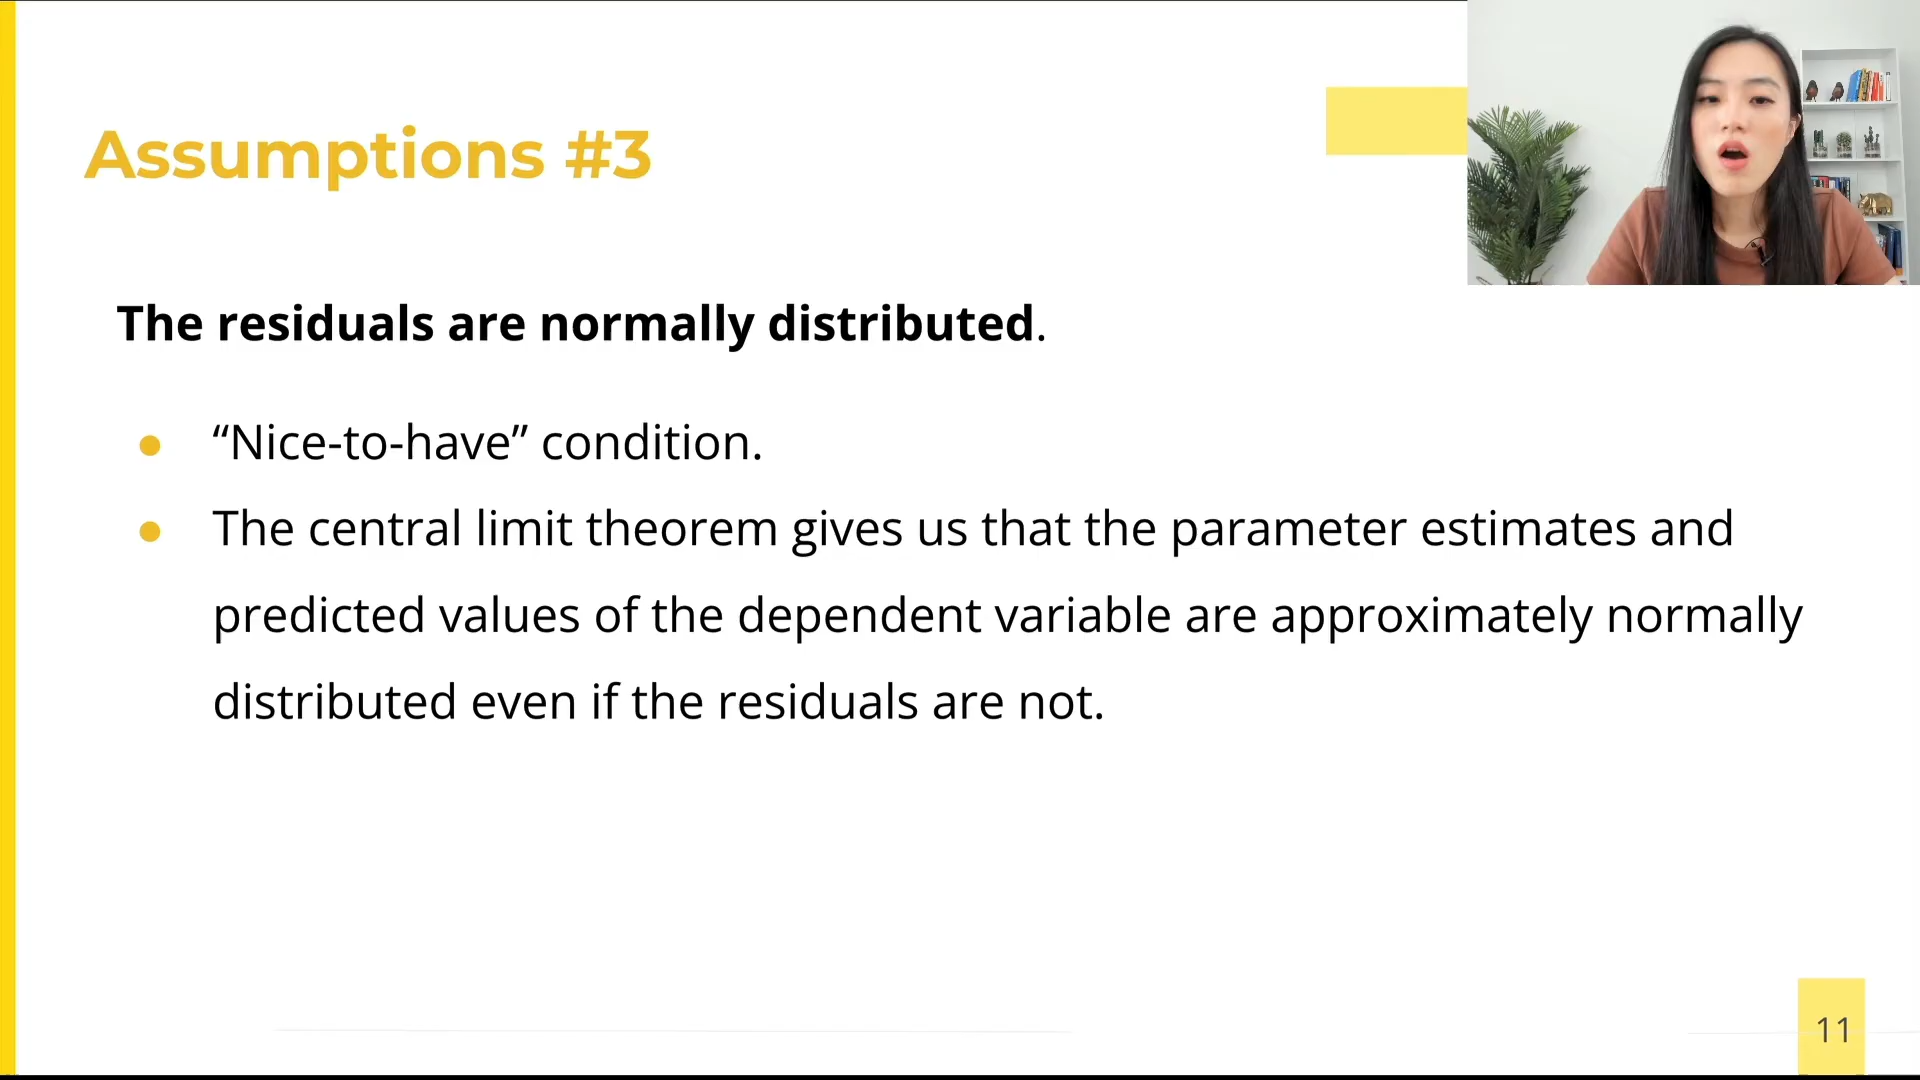 Assumptions #3
The residuals are normally distributed.
● “Nice-to-have” condition.
● The central limit theorem gives us that the parameter estimates and
predicted values of the dependent variable are approximately normally
distributed even if the residuals are not.
11